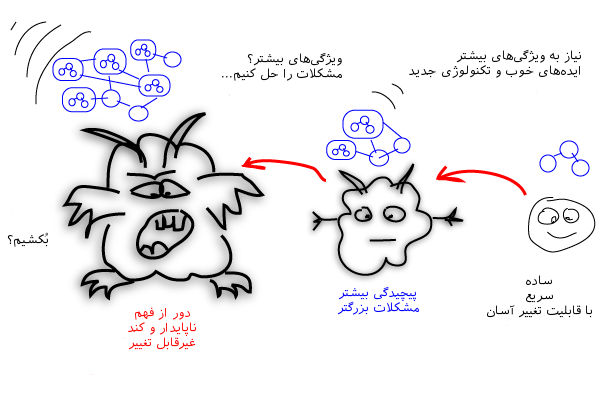 نیاز به ویژگی‌های بیشتر
ایده‌های خوب و تکنولوژی جدید
ساده
سریع
با قابلیت تغییر آسان
ویژگی‌های بیشتر؟
مشکلات را حل کنیم...
پیچیدگی بیشتر
مشکلات بزرگتر
بُکشیم؟
دور از فهم
ناپایدار و کند
غیرقابل تغییر